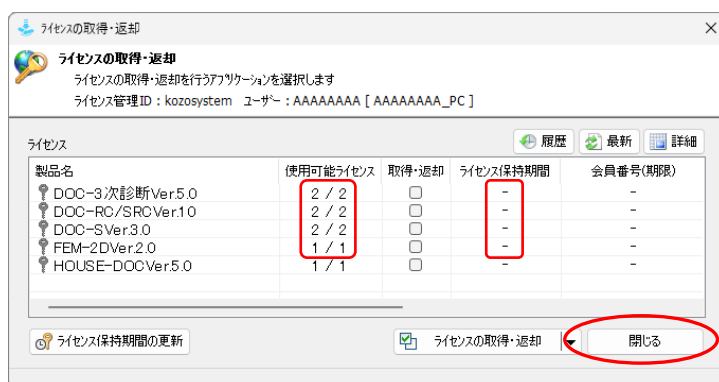 ライセンスの取得・返却
ライセンスの取得・返却
ライセンスの取得・返却を行うアプリケーションを選択します
ライセンス管理ID：kozosystem ユーザー：AAAAAAAA [ AAAAAAAA_PC ]
ライセンス 履歴 最新 詳細
製品名 使用可能ライセンス 取得・返却 ライセンス保持期間 会員番号(期限)
DOC-3次診断Ver.5.0 2 / 2 - -
DOC-RC/SRCVer.10 2 / 2 - -
DOC-SVer.3.0 2 / 2 - -
FEM-2DVer.2.0 1 / 1 - -
HOUSE-DOCVer.5.0 1 / 1 - -
ライセンス保持期間の更新 ライセンスの取得・返却 閉じる